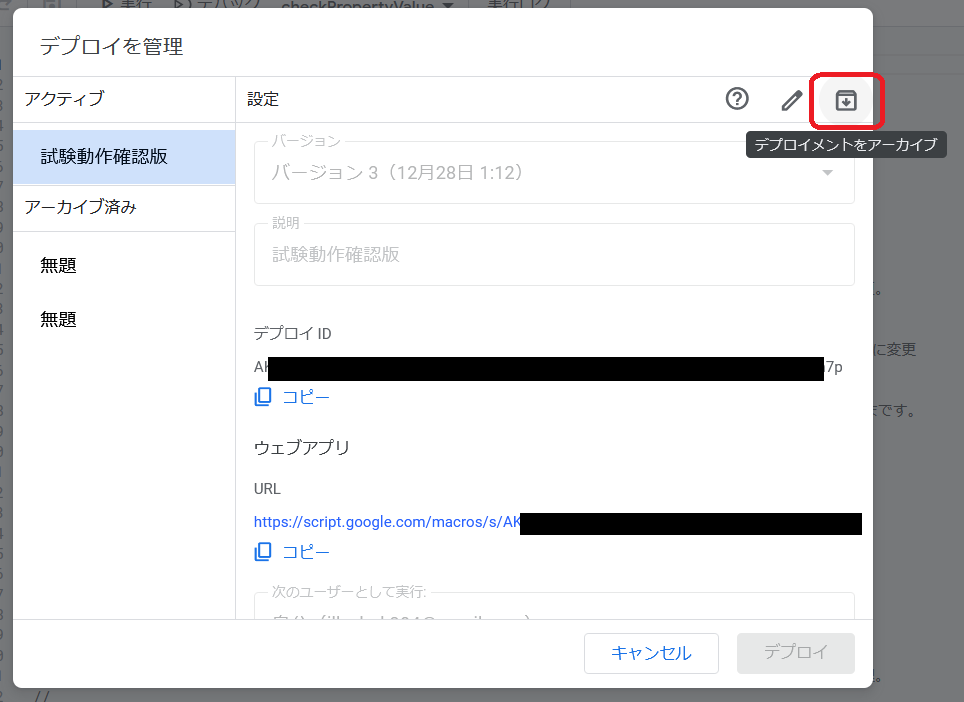 実行
デバッグ
checkPropertyValue
実行ログ
デプロイを管理
アクティブ
設定
試験動作確認版
デプロイメントをアーカイブ
バージョン
バージョン 3（12月28日 1:12）
アーカイブ済み
説明
試験動作確認版
無題
無題
デプロイ ID
に変更
AK
7p
コピー
までです。
ウェブアプリ
URL
https://script.google.com/macros/s/AK
コピー
次のユーザーとして実行:
キャンセル
デプロイ
//